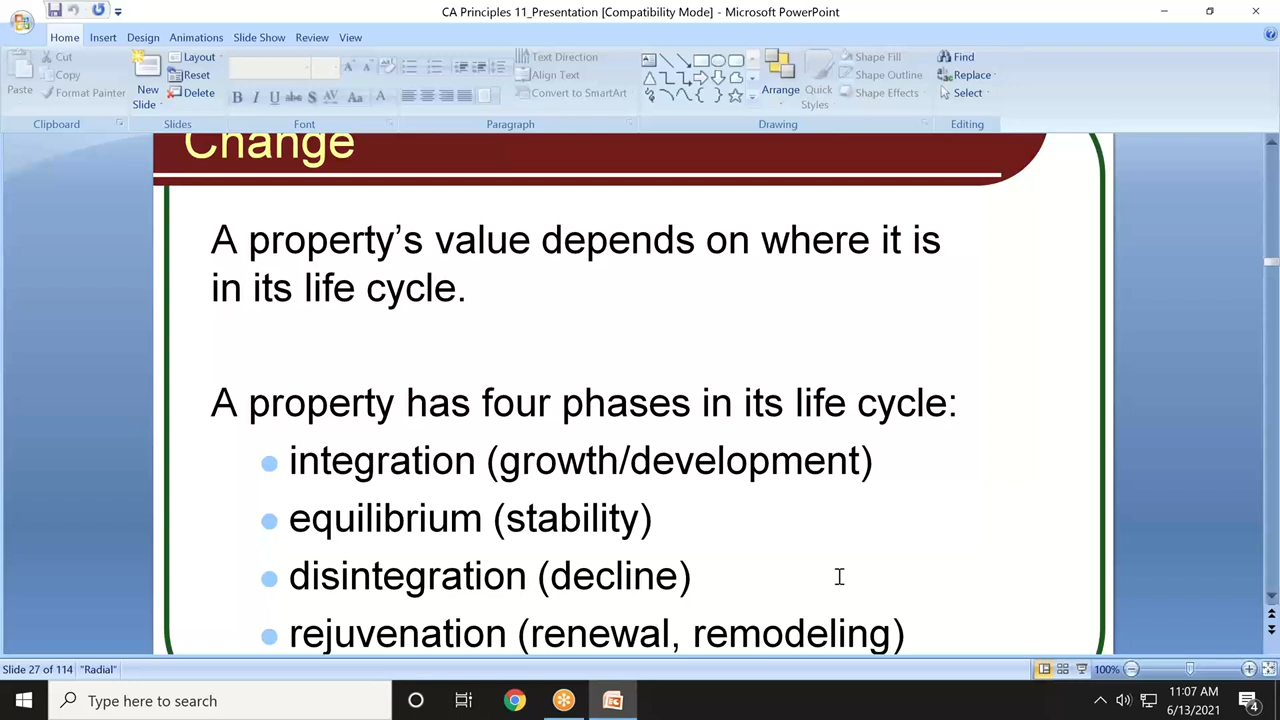 CA Principles 11_Presentation [Compatibility Mode] - Microsoft PowerPoint
Home Insert Design Animations Slide Show Review View
Paste
Cut
Copy
Format Painter
Clipboard
New
Slide
Layout
Reset
Delete
Slides
B I U abc S AV Aa A
Font
Text Direction
Align Text
Convert to SmartArt
Paragraph
Arrange
Quick
Styles
Shape Fill
Shape Outline
Shape Effects
Drawing
Find
Replace
Select
Editing
Change
A property’s value depends on where it is
in its life cycle.
A property has four phases in its life cycle:
integration (growth/development)
equilibrium (stability)
disintegration (decline)
rejuvenation (renewal, remodeling)
Slide 27 of 114 "Radial" 100%
Type here to search
11:07 AM
6/13/2021
4